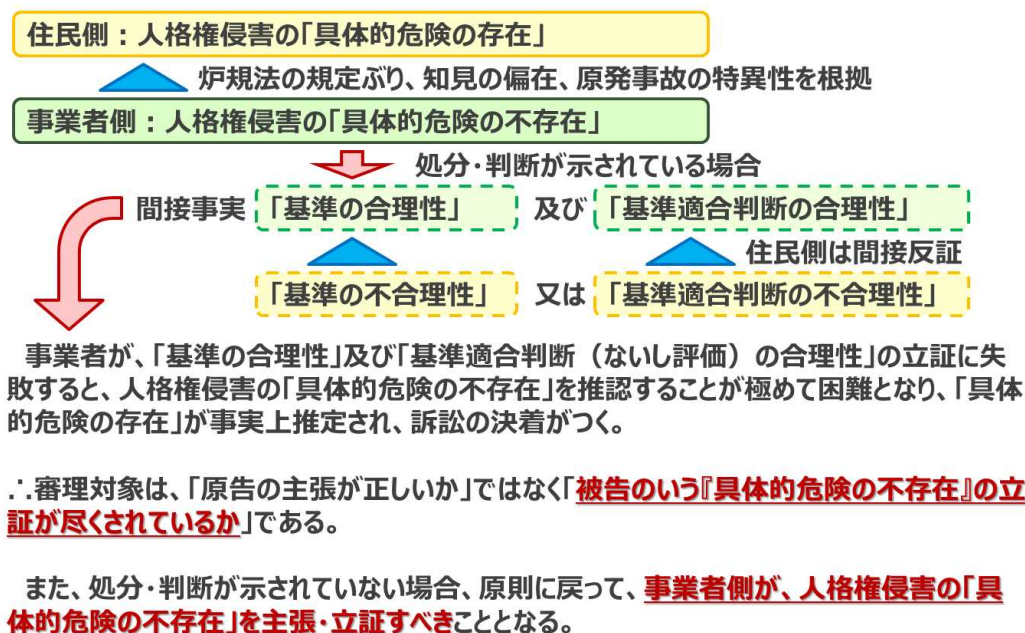 住民側：人格権侵害の「具体的危険の存在」
炉規法の規定ぶり、知見の偏在、原発事故の特異性を根拠
事業者側：人格権侵害の「具体的危険の不存在」
処分・判断が示されている場合
間接事実 「基準の合理性」 及び 「基準適合判断の合理性」
住民側は間接反証
「基準の不合理性」 又は 「基準適合判断の不合理性」
事業者が、「基準の合理性」及び「基準適合判断（ないし評価）の合理性」の立証に失
敗すると、人格権侵害の「具体的危険の不存在」を推認することが極めて困難となり、「具体
的危険の存在」が事実上推定され、訴訟の決着がつく。
∴審理対象は、「原告の主張が正しいか」ではなく「被告のいう『具体的危険の不存在』の立
証が尽くされているか」である。
また、処分・判断が示されていない場合、原則に戻って、事業者側が、人格権侵害の「具
体的危険の不存在」を主張・立証すべきこととなる。